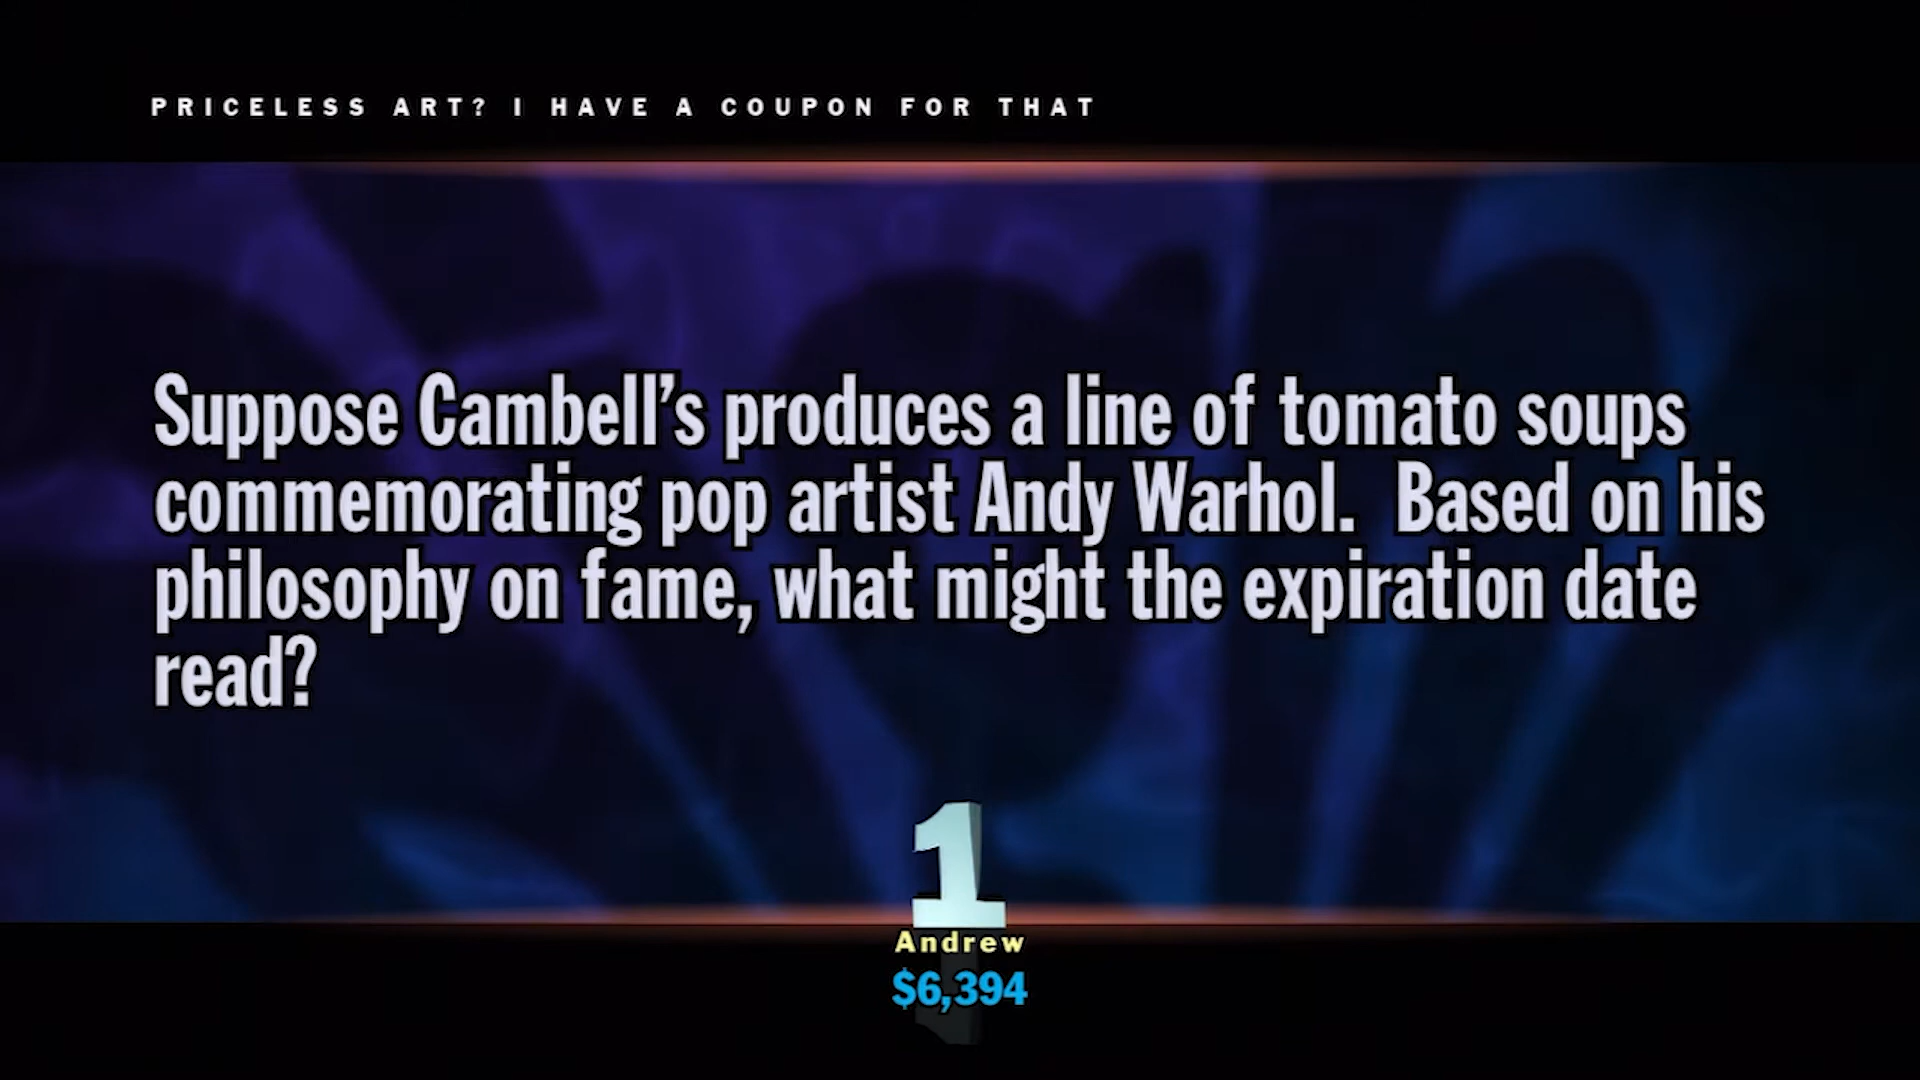 PRICELESS ART? I HAVE A COUPON FOR THAT
Suppose Cambell's produces a line of tomato soups
commemorating pop artist Andy Warhol.  Based on his
philosophy on fame, what might the expiration date
read?
1
Andrew
$6,394